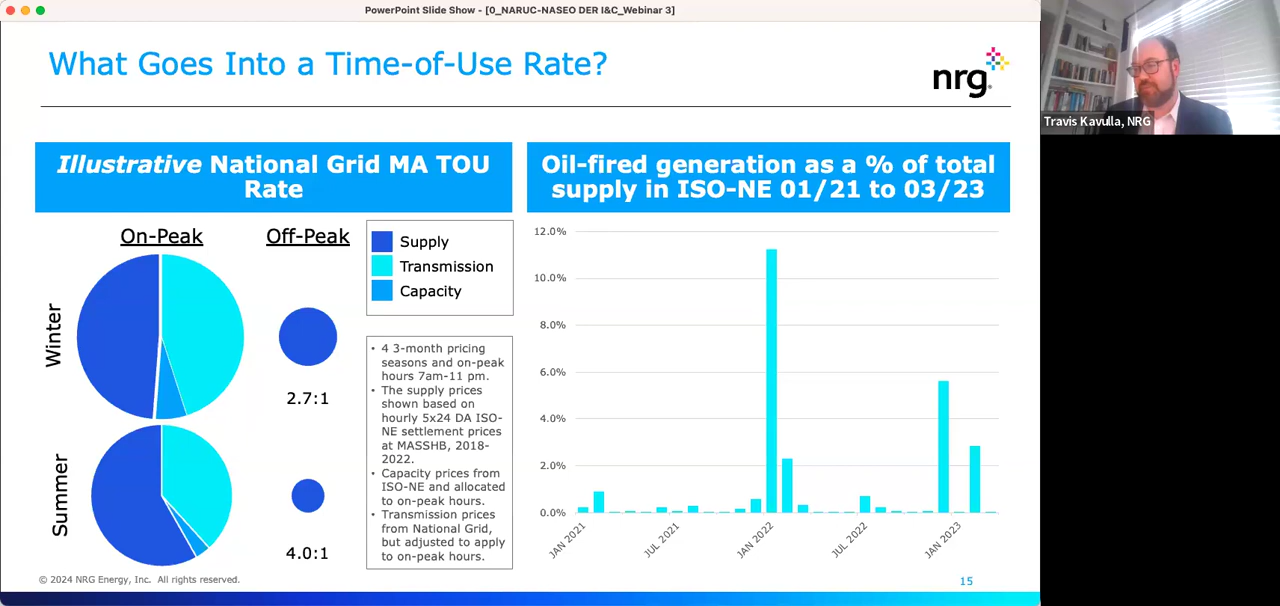 PowerPoint Slide Show - [0_NARUC-NASEO DER I&C_Webinar 3]
What Goes Into a Time-of-Use Rate?
nrg
Travis Kavulla, NRG
Illustrative National Grid MA TOU
Rate
On-Peak
Off-Peak
Supply
Transmission
Capacity
Winter
2.7:1
Summer
4.0:1
• 4 3-month pricing
seasons and on-peak
hours 7am-11 pm.
• The supply prices
shown based on
hourly 5x24 DA ISO-
NE settlement prices
at MASSHB, 2018-
2022.
• Capacity prices from
ISO-NE and allocated
to on-peak hours.
• Transmission prices
from National Grid,
but adjusted to apply
to on-peak hours.
Oil-fired generation as a % of total
supply in ISO-NE 01/21 to 03/23
12.0%
10.0%
8.0%
6.0%
4.0%
2.0%
0.0%
JAN 2021
JUL 2021
JAN 2022
JUL 2022
JAN 2023
© 2024 NRG Energy, Inc. All rights reserved.
15